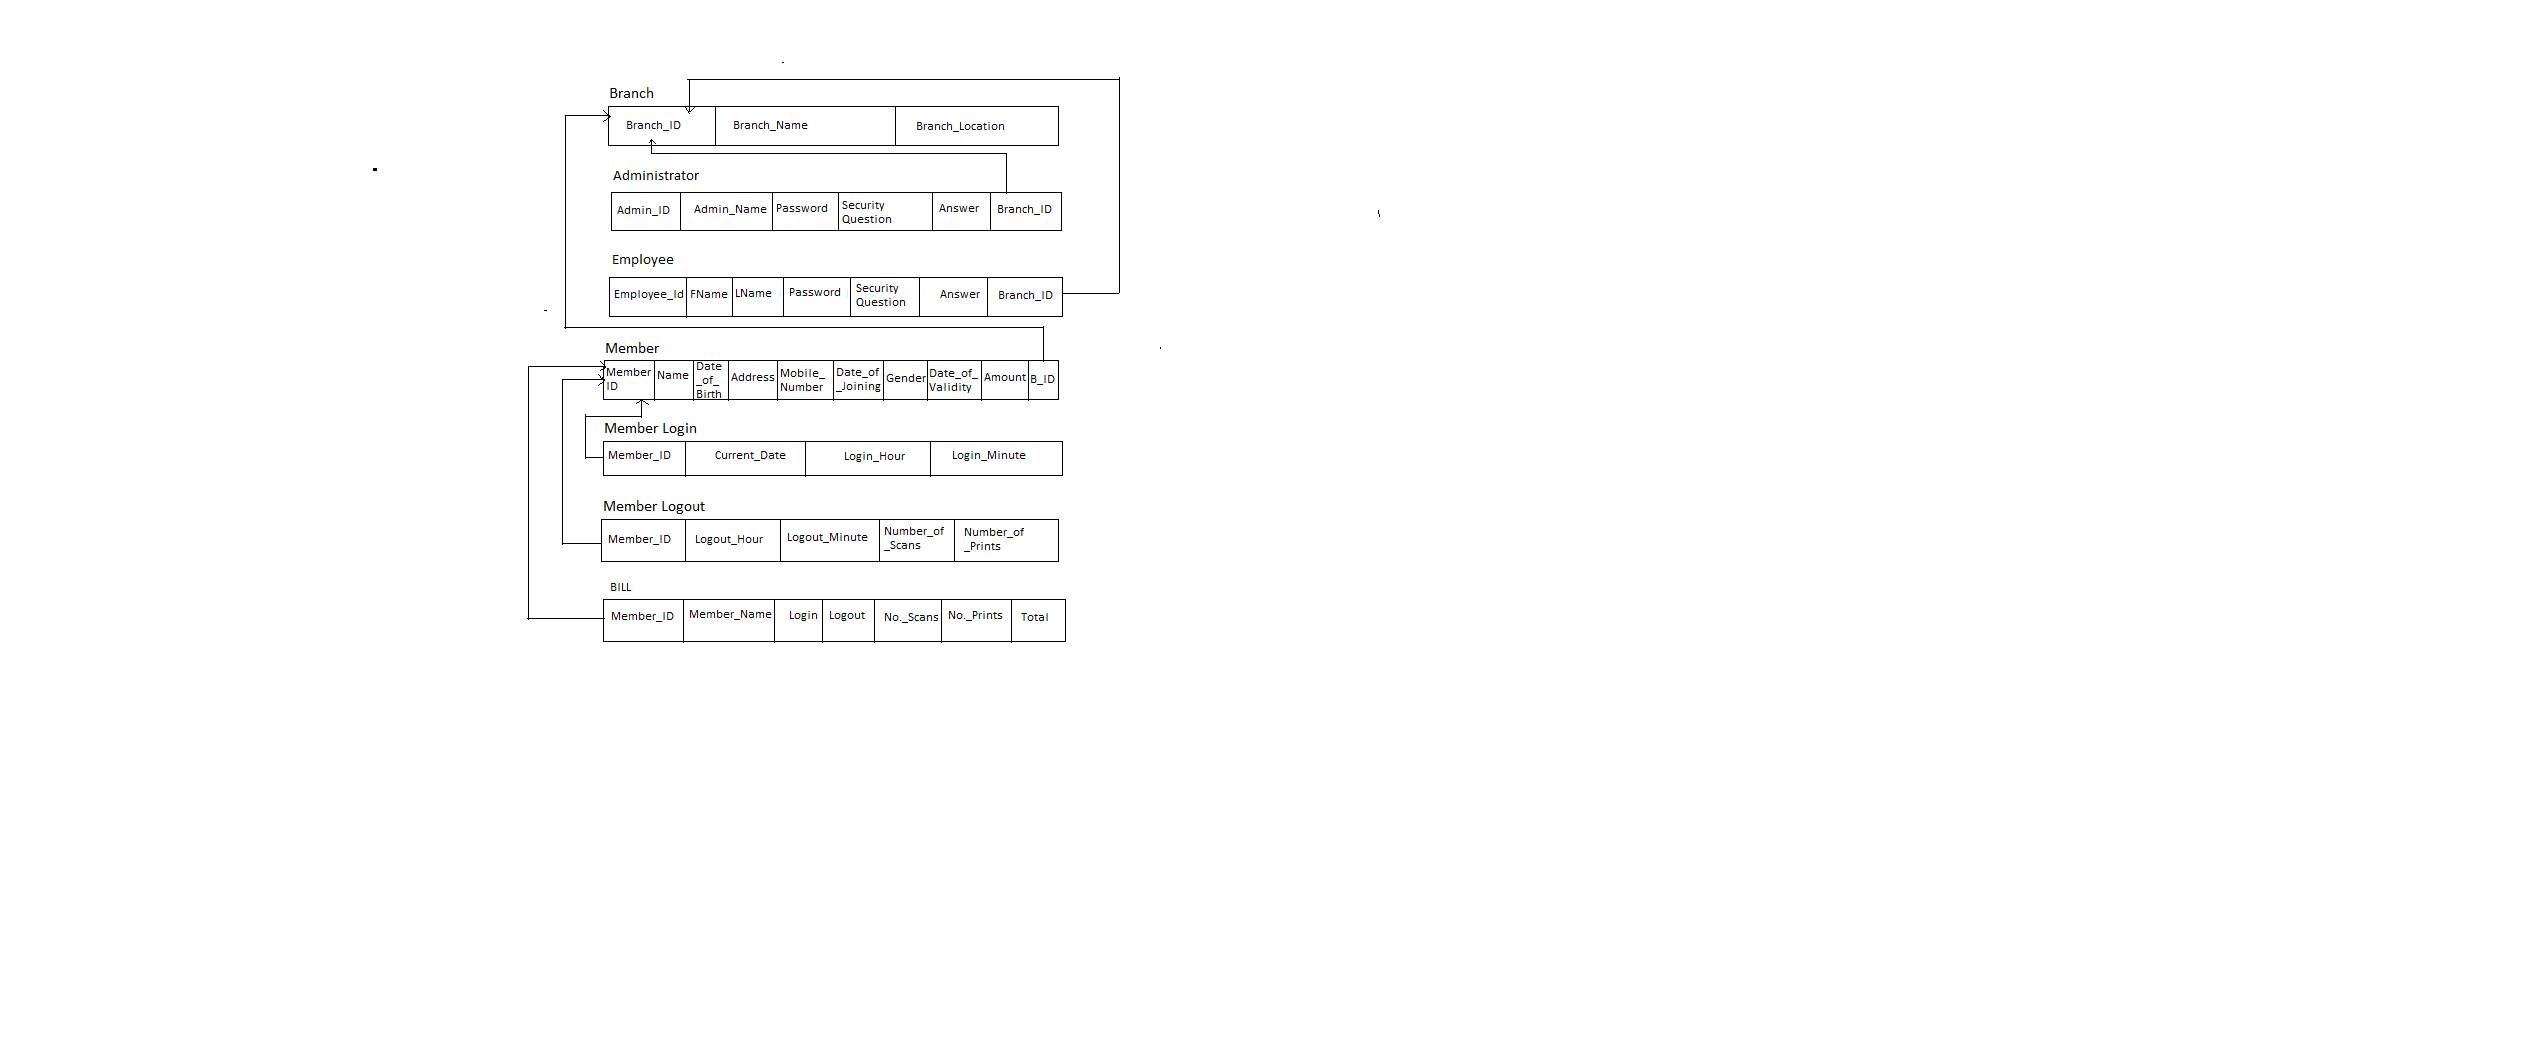 Branch
Branch_ID Branch_Name Branch_Location
Administrator
Admin_ID Admin_Name Password Security Question Answer Branch_ID
Employee
Employee_Id FName LName Password Security Question Answer Branch_ID
Member
Member ID Name Date _of_ Birth Address Mobile_ Number Date_of _Joining Gender Date_of_ Validity Amount B_ID
Member Login
Member_ID Current_Date Login_Hour Login_Minute
Member Logout
Member_ID Logout_Hour Logout_Minute Number_of _Scans Number_of _Prints
BILL
Member_ID Member_Name Login Logout No._Scans No._Prints Total